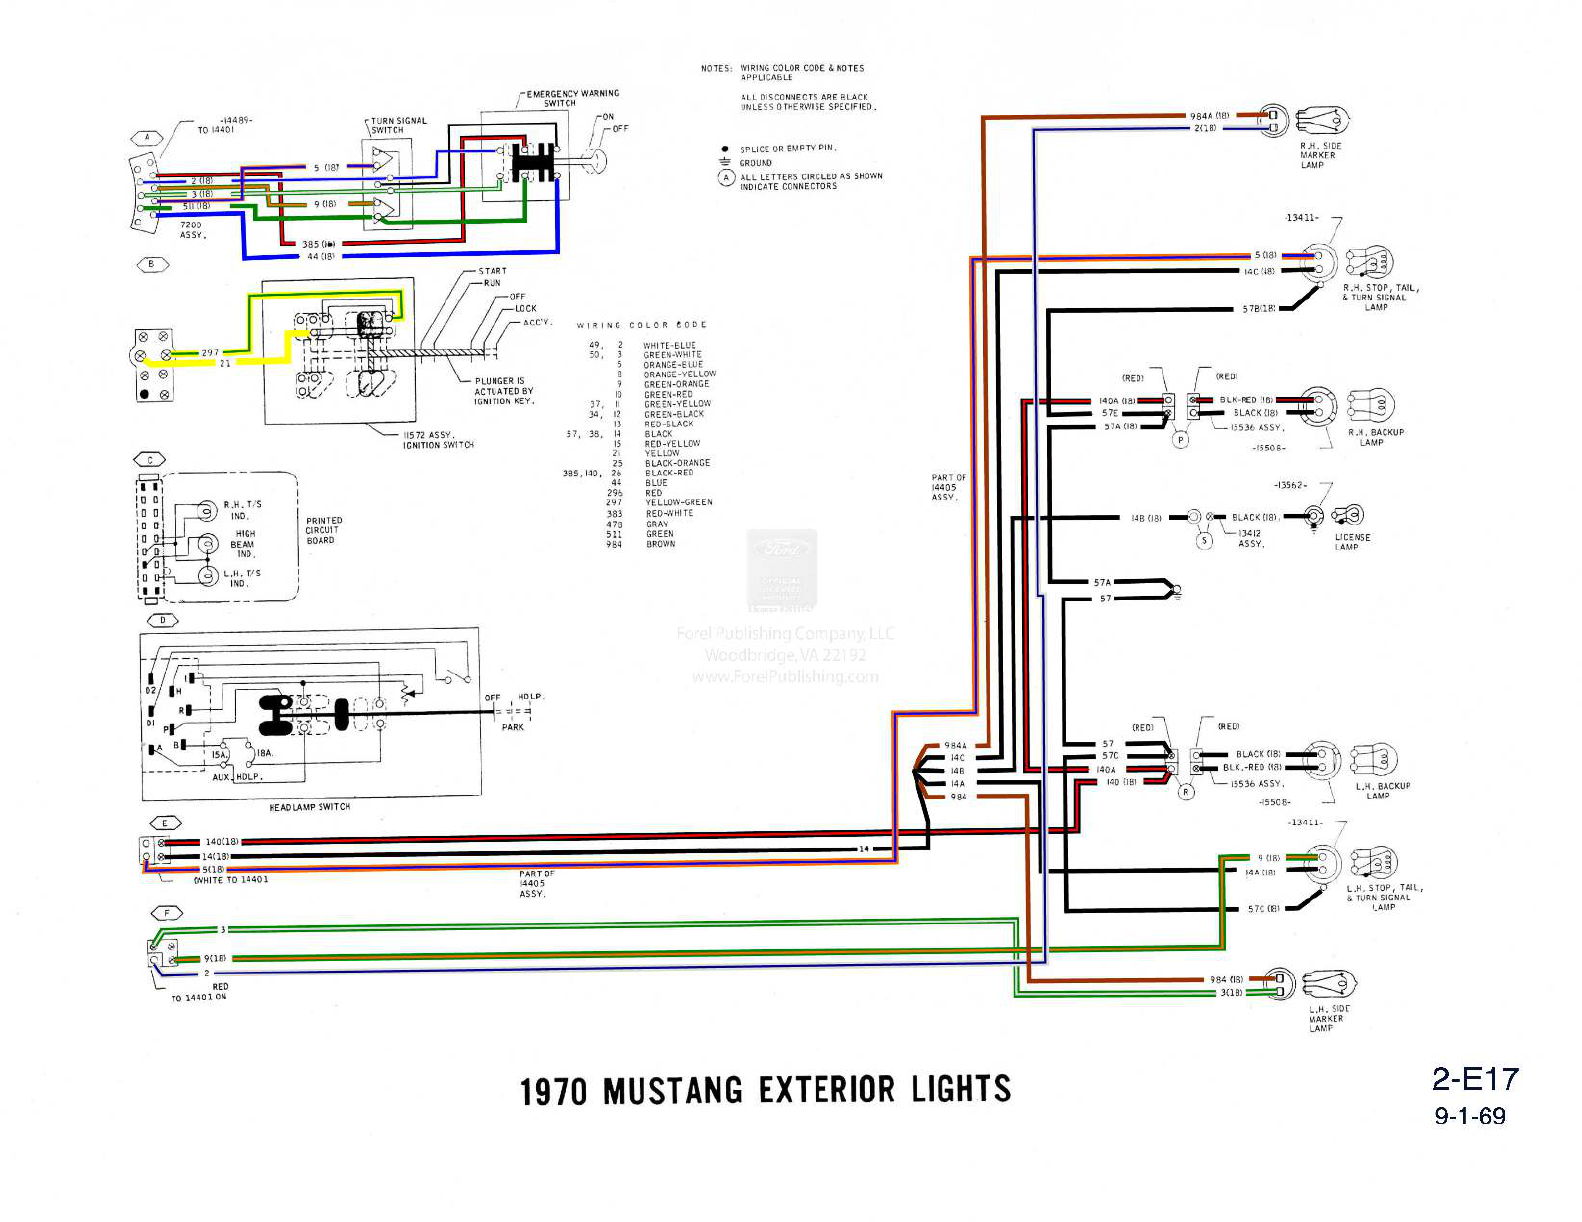 NOTES: WIRING COLOR CODE & NOTES
APPLICABLE
ALL DISCONNECTS ARE BLACK
UNLESS OTHERWISE SPECIFIED.
SPLICE OR EMPTY PIN.
GROUND
A ALL LETTERS CIRCLED AS SHOWN
INDICATE CONNECTORS
A
-14489-
TO 14401
TURN SIGNAL
SWITCH
EMERGENCY WARNING
SWITCH
ON
OFF
5 (18)
2 (18)
3 (18)
511 (18)
9 (18)
385 (16)
44 (18)
7200
ASSY.
B
297
21
START
RUN
OFF
LOCK
ACC'Y.
PLUNGER IS
ACTUATED BY
IGNITION KEY.
11572 ASSY.
IGNITION SWITCH
WIRING COLOR CODE
49, 2 WHITE-BLUE
50, 3 GREEN-WHITE
5 ORANGE-BLUE
8 ORANGE-YELLOW
9 GREEN-ORANGE
10 GREEN-RED
37, 11 GREEN-YELLOW
34, 12 GREEN-BLACK
13 RED-BLACK
57, 38, 14 BLACK
15 RED-YELLOW
21 YELLOW
25 BLACK-ORANGE
385,140, 26 BLACK-RED
44 BLUE
296 RED
297 YELLOW-GREEN
383 RED-WHITE
478 GRAY
511 GREEN
984 BROWN
C
R.H. T/S
IND.
HIGH
BEAM
IND.
L.H. T/S
IND.
PRINTED
CIRCUIT
BOARD
D
D2
H
I
D1
R
P
A
B
15A.
18A.
AUX. HDLP.
OFF
HDLP.
PARK
HEADLAMP SWITCH
E
140(18)
14(18)
5(18)
(WHITE TO 14401
14
PART OF
14405
ASSY.
F
3
9(18)
2
RED
TO 14401 ON
984A (18)
2(18)
R.H. SIDE
MARKER
LAMP
-13411-
5 (18)
14C (18)
57B(18)
R.H. STOP, TAIL,
& TURN SIGNAL
LAMP
(RED)
(RED)
140A (18)
57E
57A (18)
P
BLK-RED (18)
BLACK (18)
15536 ASSY.
-15508-
R.H. BACKUP
LAMP
PART OF
14405
ASSY.
-13562-
14B (18)
S
BLACK (18)
13412
ASSY.
LICENSE
LAMP
57A
57
984A
14C
14B
14A
984
(RED)
(RED)
57
57C
140A
140 (18)
R
BLACK (18)
BLK.-RED (18)
15536 ASSY.
-15508-
L.H. BACKUP
LAMP
-13411-
9 (18)
14A (18)
57C (18)
L.H. STOP, TAIL,
& TURN SIGNAL
LAMP
984 (18)
3(18)
L.H. SIDE
MARKER
LAMP
Ford
Forel Publishing Company, LLC
Woodbridge, VA 22192
www.ForelPublishing.com
1970 MUSTANG EXTERIOR LIGHTS
2-E17
9-1-69